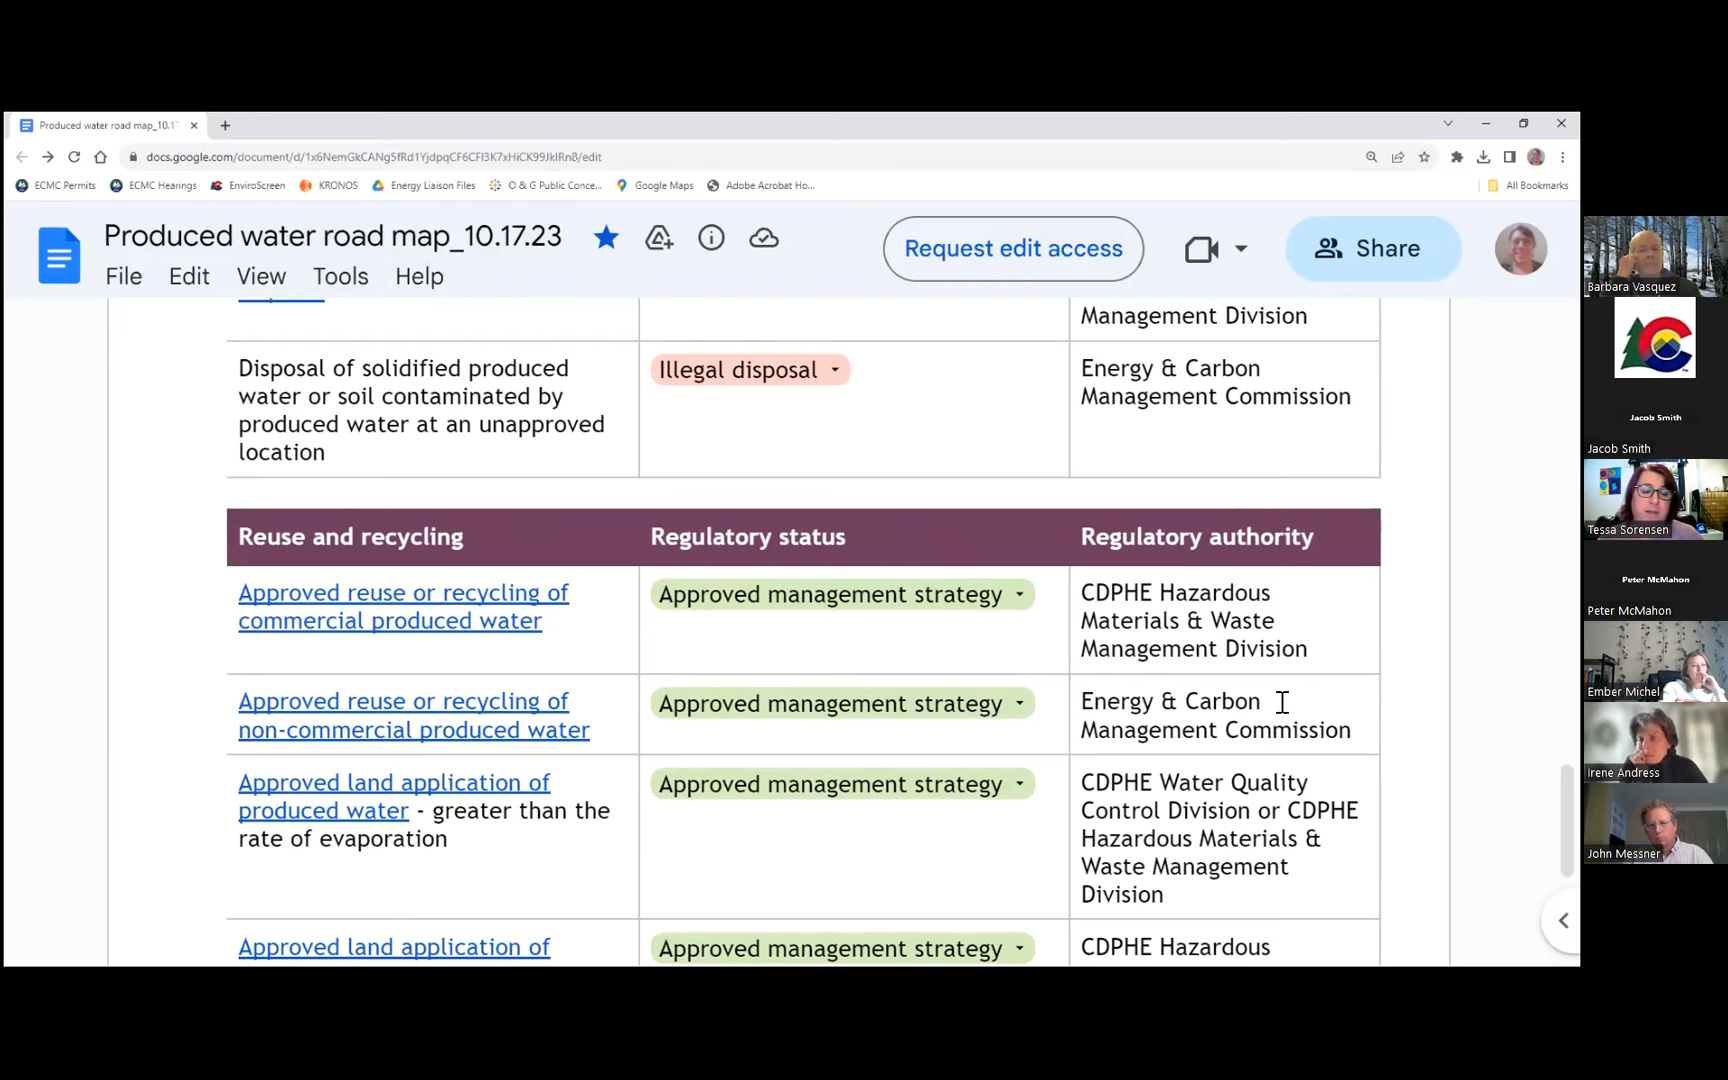 Produced water road map_10.1
docs.google.com/document/d/1x6NemGkCANg5fRd1YjdpqCF6CFl3K7xHiCK99JklRn8/edit
ECMC Permits
ECMC Hearings
EnviroScreen
KRONOS
Energy Liaison Files
O & G Public Conce...
Google Maps
Adobe Acrobat Ho...
All Bookmarks
Produced water road map_10.17.23
Request edit access
Share
File Edit View Tools Help
Management Division
Disposal of solidified produced
water or soil contaminated by
produced water at an unapproved
location
Illegal disposal
Energy & Carbon
Management Commission
Reuse and recycling
Regulatory status
Regulatory authority
Approved reuse or recycling of
commercial produced water
Approved management strategy
CDPHE Hazardous
Materials & Waste
Management Division
Approved reuse or recycling of
non-commercial produced water
Approved management strategy
Energy & Carbon
Management Commission
Approved land application of
produced water - greater than the
rate of evaporation
Approved management strategy
CDPHE Water Quality
Control Division or CDPHE
Hazardous Materials &
Waste Management
Division
Approved land application of
Approved management strategy
CDPHE Hazardous
Barbara Vasquez
Jacob Smith
Jacob Smith
Tessa Sorensen
Peter McMahon
Peter McMahon
Ember Michel
Irene Andress
John Messner